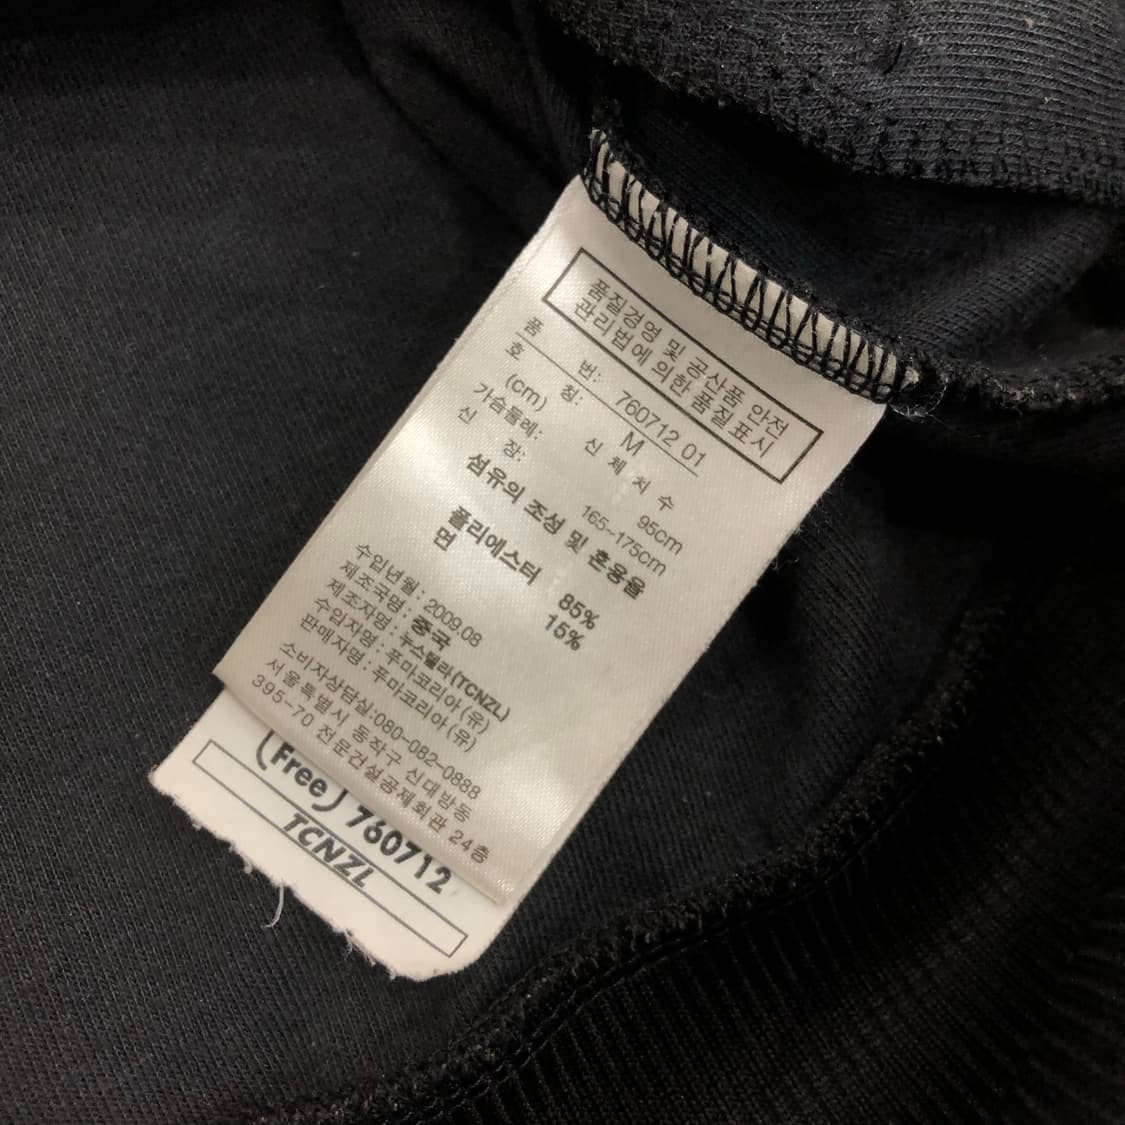 품질경영 및 공산품 안전
관리법에 의한 품질표시
품 번: 760712 01
호 칭: M
(cm) 신 체 치 수
가슴둘레: 95cm
신 장: 165~175cm
섬유의 조성 및 혼용율
폴리에스터 85%
면 15%
수입년월: 2009.08
제조국명: 중국
제조자명: 뉴스텔라(TCNZL)
수입자명: 푸마코리아(유)
판매자명: 푸마코리아(유)
소비자상담실:080-082-0888
서울특별시 동작구 신대방동
395-70 전문건설공제회관 24층
(Free) 760712
TCNZL